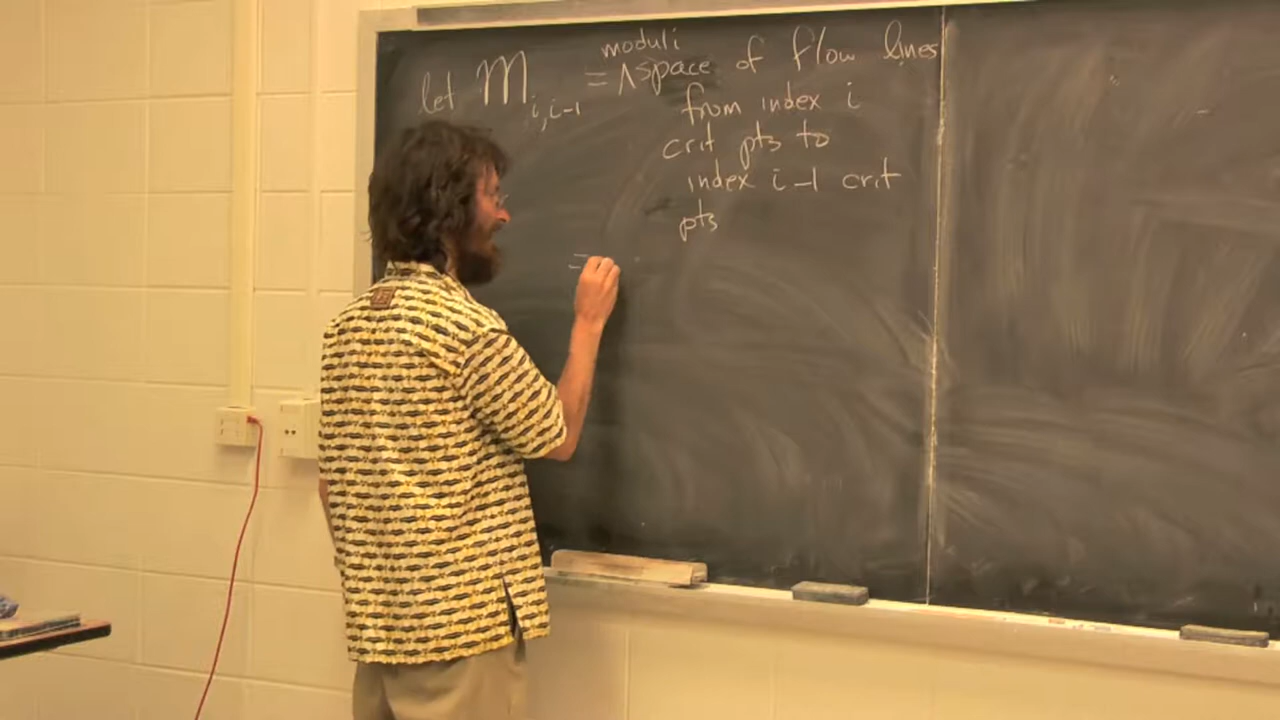 let M_{i,i-1} = ∧ moduli space of flow lines
from index i
crit pts to
index i-1 crit
pts
=